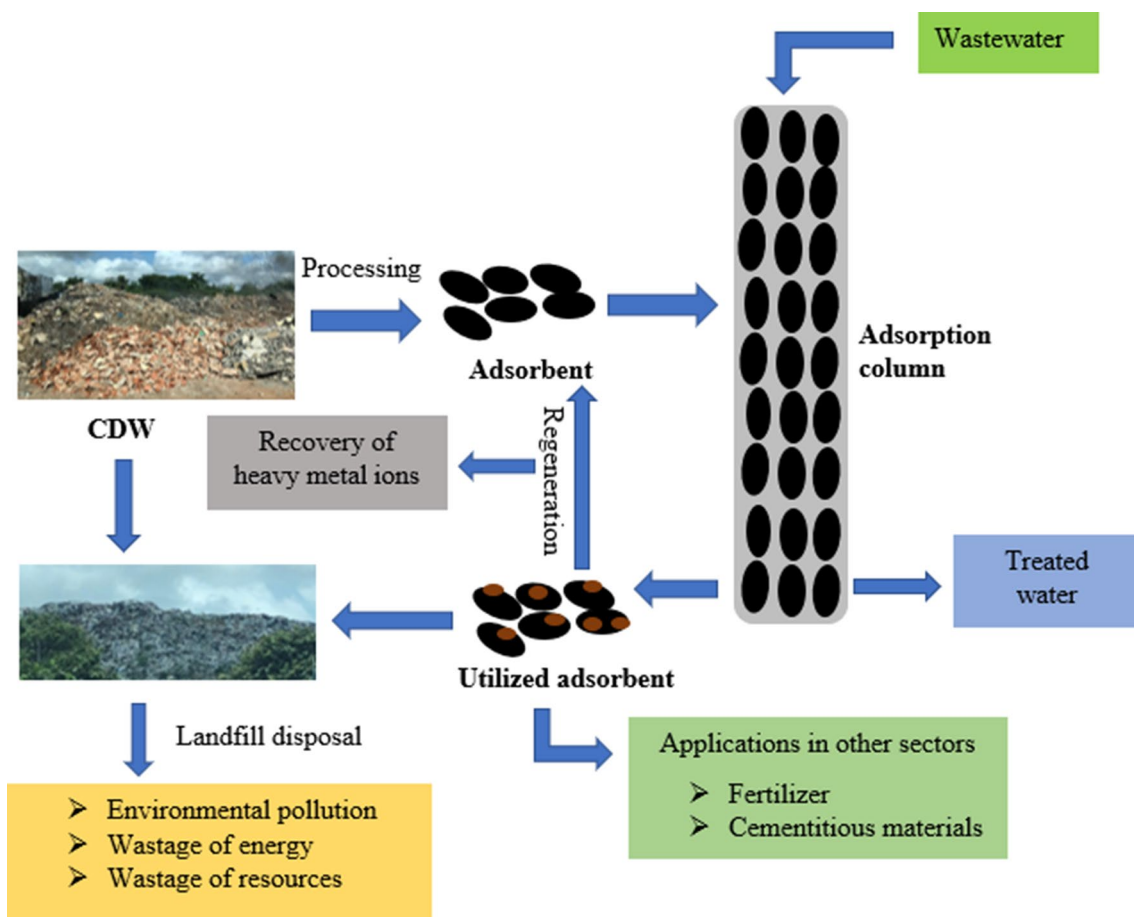 Wastewater
Processing
Adsorbent
Adsorption
column
CDW
Recovery of
heavy metal ions
Regeneration
Treated
water
Utilized adsorbent
Landfill disposal
Applications in other sectors
➢ Fertilizer
➢ Cementitious materials
➢ Environmental pollution
➢ Wastage of energy
➢ Wastage of resources